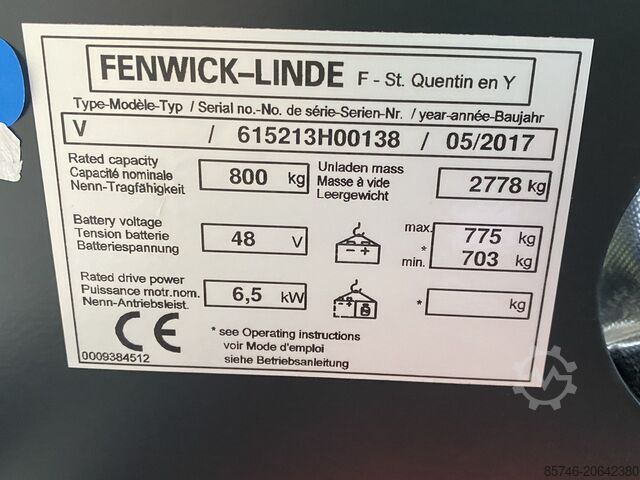 FENWICK–LINDE F - St. Quentin en Y
Type-Modèle-Typ / Serial no.-No. de série-Serien-Nr. / year-année-Baujahr
V / 615213H00138 / 05/2017
Rated capacity
Capacité nominale
Nenn-Tragfähigkeit
800 kg
Unladen mass
Masse à vide
Leergewicht
2778 kg
Battery voltage
Tension batterie
Batteriespannung
48 V
max. 775 kg
*
min. 703 kg
Rated drive power
Puissance motr.nom.
Nenn-Antriebsleist.
6,5 kW
* kg
CE
0009384512
* see Operating instructions
voir Mode d'emploi
siehe Betriebsanleitung
85746-20642380